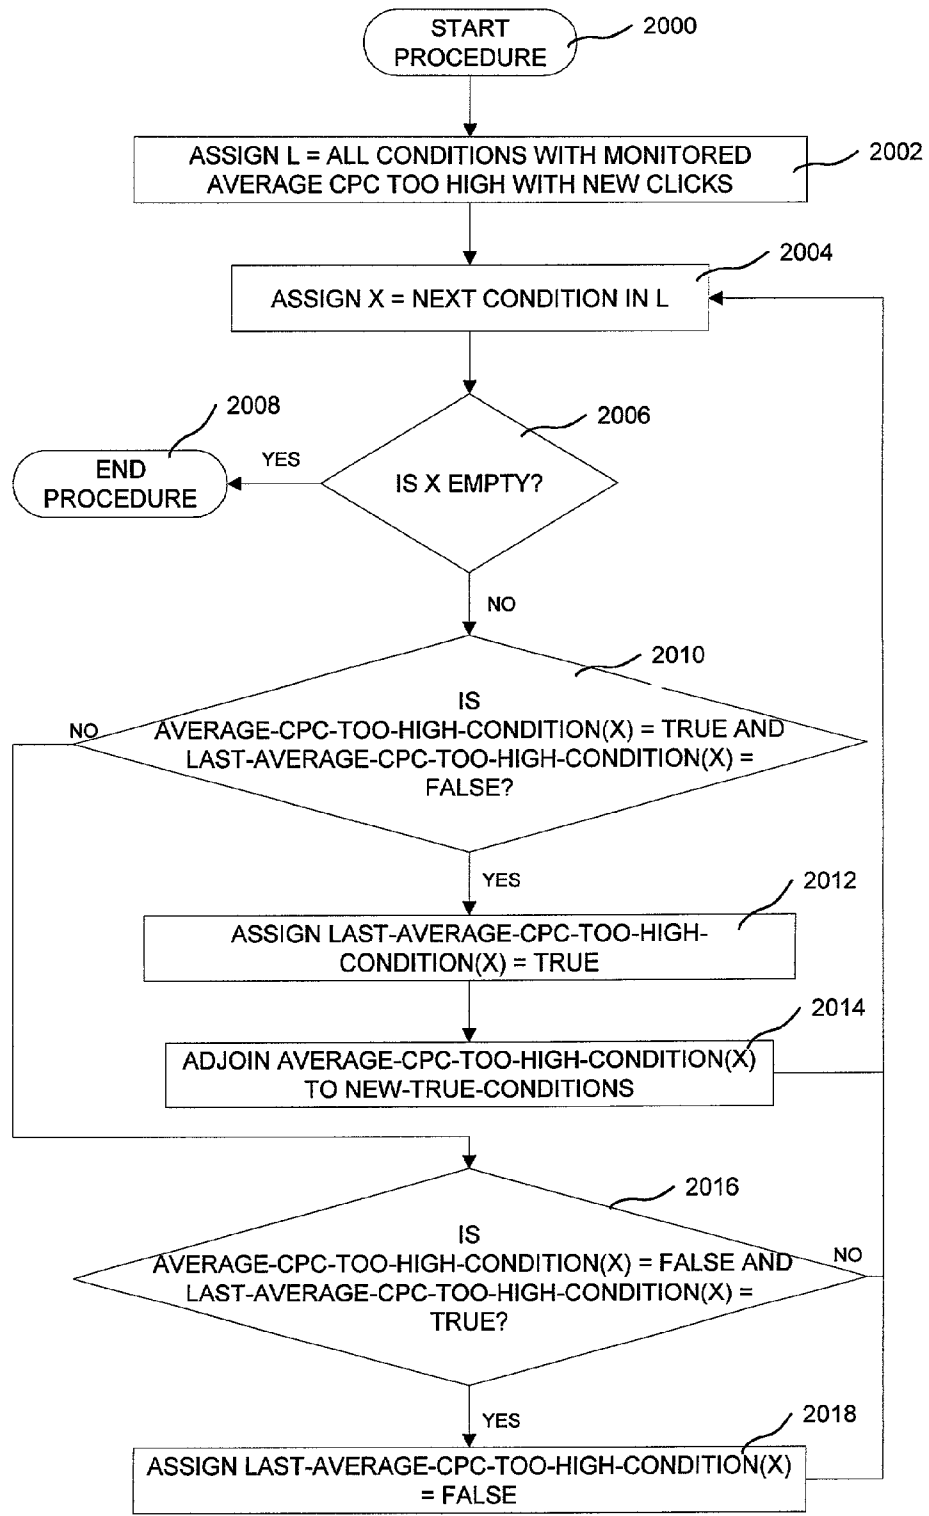 START
PROCEDURE
2000
ASSIGN L = ALL CONDITIONS WITH MONITORED
AVERAGE CPC TOO HIGH WITH NEW CLICKS
2002
2004
ASSIGN X = NEXT CONDITION IN L
2008
2006
END
PROCEDURE
YES
IS X EMPTY?
NO
2010
NO
IS
AVERAGE-CPC-TOO-HIGH-CONDITION(X) = TRUE AND
LAST-AVERAGE-CPC-TOO-HIGH-CONDITION(X) =
FALSE?
YES
2012
ASSIGN LAST-AVERAGE-CPC-TOO-HIGH-
CONDITION(X) = TRUE
2014
ADJOIN AVERAGE-CPC-TOO-HIGH-CONDITION(X)
TO NEW-TRUE-CONDITIONS
2016
IS
AVERAGE-CPC-TOO-HIGH-CONDITION(X) = FALSE AND
LAST-AVERAGE-CPC-TOO-HIGH-CONDITION(X) =
TRUE?
NO
YES
2018
ASSIGN LAST-AVERAGE-CPC-TOO-HIGH-CONDITION(X)
= FALSE